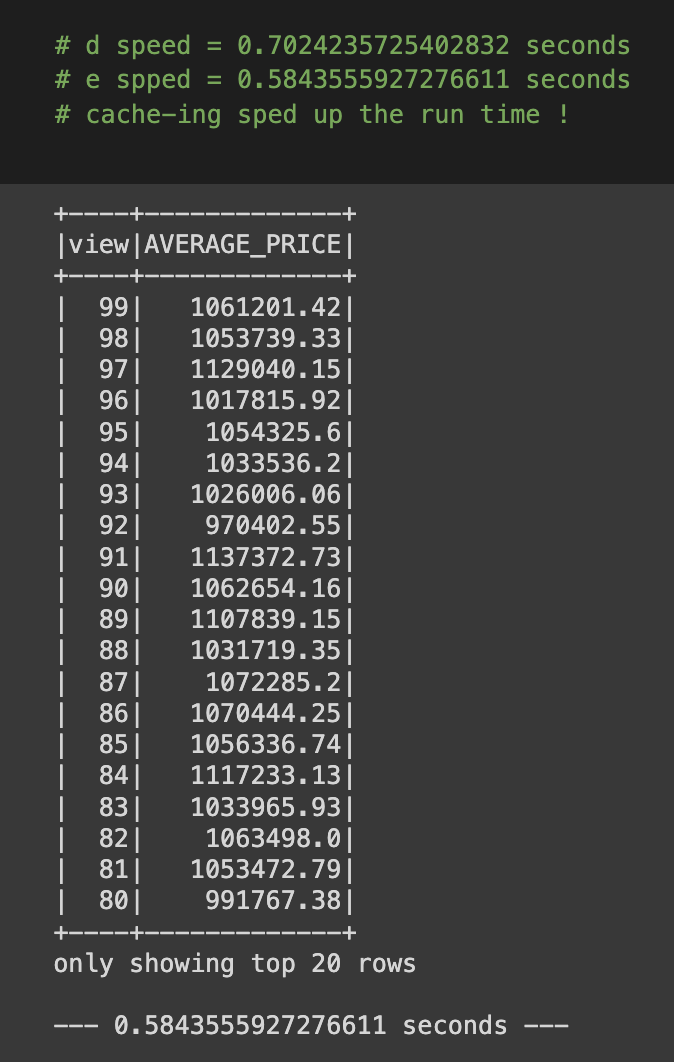 # d speed = 0.7024235725402832 seconds
# e spped = 0.5843555927276611 seconds
# cache-ing sped up the run time !
+----+-------------+
|view|AVERAGE_PRICE|
+----+-------------+
|  99|   1061201.42|
|  98|   1053739.33|
|  97|   1129040.15|
|  96|   1017815.92|
|  95|    1054325.6|
|  94|    1033536.2|
|  93|   1026006.06|
|  92|    970402.55|
|  91|   1137372.73|
|  90|   1062654.16|
|  89|   1107839.15|
|  88|   1031719.35|
|  87|    1072285.2|
|  86|   1070444.25|
|  85|   1056336.74|
|  84|   1117233.13|
|  83|   1033965.93|
|  82|    1063498.0|
|  81|   1053472.79|
|  80|    991767.38|
+----+-------------+
only showing top 20 rows
--- 0.5843555927276611 seconds ---